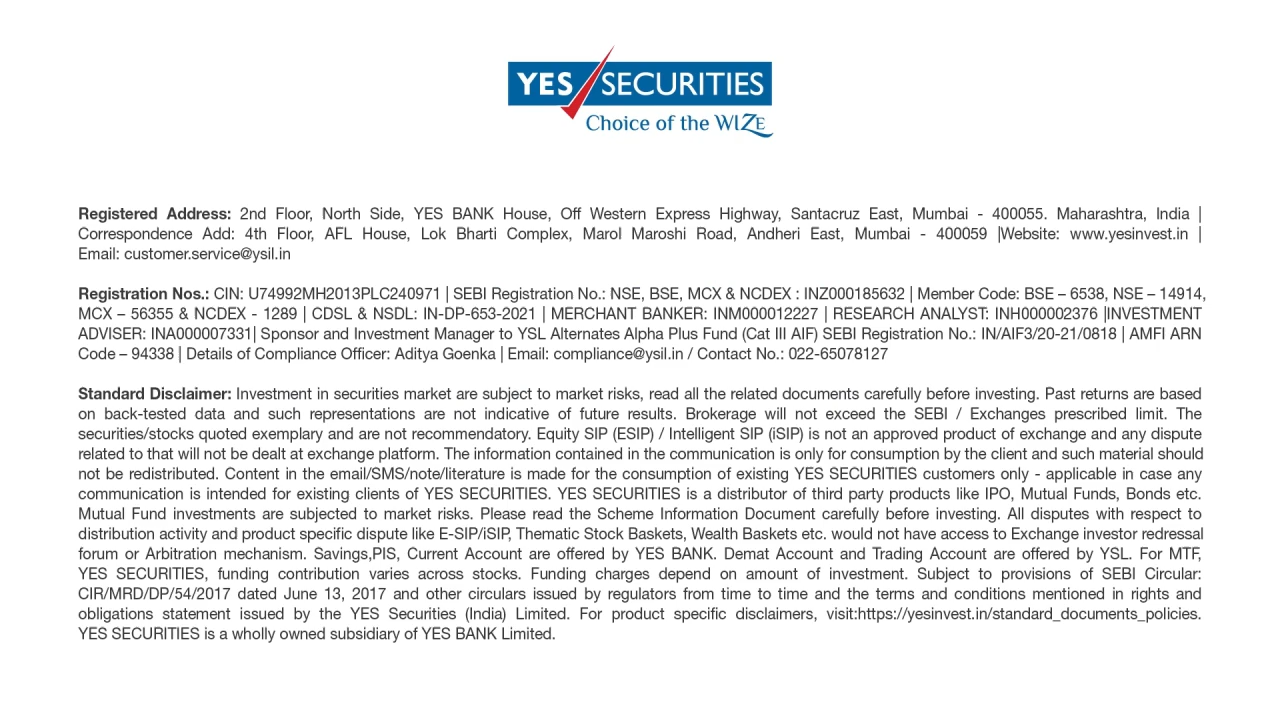 YES SECURITIES
Choice of the WIZE
Registered Address: 2nd Floor, North Side, YES BANK House, Off Western Express Highway, Santacruz East, Mumbai - 400055. Maharashtra, India |
Correspondence Add: 4th Floor, AFL House, Lok Bharti Complex, Marol Maroshi Road, Andheri East, Mumbai - 400059 |Website: www.yesinvest.in |
Email: customer.service@ysil.in
Registration Nos.: CIN: U74992MH2013PLC240971 | SEBI Registration No.: NSE, BSE, MCX & NCDEX : INZ000185632 | Member Code: BSE – 6538, NSE – 14914,
MCX – 56355 & NCDEX - 1289 | CDSL & NSDL: IN-DP-653-2021 | MERCHANT BANKER: INM000012227 | RESEARCH ANALYST: INH000002376 |INVESTMENT
ADVISER: INA000007331| Sponsor and Investment Manager to YSL Alternates Alpha Plus Fund (Cat III AIF) SEBI Registration No.: IN/AIF3/20-21/0818 | AMFI ARN
Code – 94338 | Details of Compliance Officer: Aditya Goenka | Email: compliance@ysil.in / Contact No.: 022-65078127
Standard Disclaimer: Investment in securities market are subject to market risks, read all the related documents carefully before investing. Past returns are based
on back-tested data and such representations are not indicative of future results. Brokerage will not exceed the SEBI / Exchanges prescribed limit. The
securities/stocks quoted exemplary and are not recommendatory. Equity SIP (ESIP) / Intelligent SIP (iSIP) is not an approved product of exchange and any dispute
related to that will not be dealt at exchange platform. The information contained in the communication is only for consumption by the client and such material should
not be redistributed. Content in the email/SMS/note/literature is made for the consumption of existing YES SECURITIES customers only - applicable in case any
communication is intended for existing clients of YES SECURITIES. YES SECURITIES is a distributor of third party products like IPO, Mutual Funds, Bonds etc.
Mutual Fund investments are subjected to market risks. Please read the Scheme Information Document carefully before investing. All disputes with respect to
distribution activity and product specific dispute like E-SIP/iSIP, Thematic Stock Baskets, Wealth Baskets etc. would not have access to Exchange investor redressal
forum or Arbitration mechanism. Savings,PIS, Current Account are offered by YES BANK. Demat Account and Trading Account are offered by YSL. For MTF,
YES SECURITIES, funding contribution varies across stocks. Funding charges depend on amount of investment. Subject to provisions of SEBI Circular:
CIR/MRD/DP/54/2017 dated June 13, 2017 and other circulars issued by regulators from time to time and the terms and conditions mentioned in rights and
obligations statement issued by the YES Securities (India) Limited. For product specific disclaimers, visit:https://yesinvest.in/standard_documents_policies.
YES SECURITIES is a wholly owned subsidiary of YES BANK Limited.